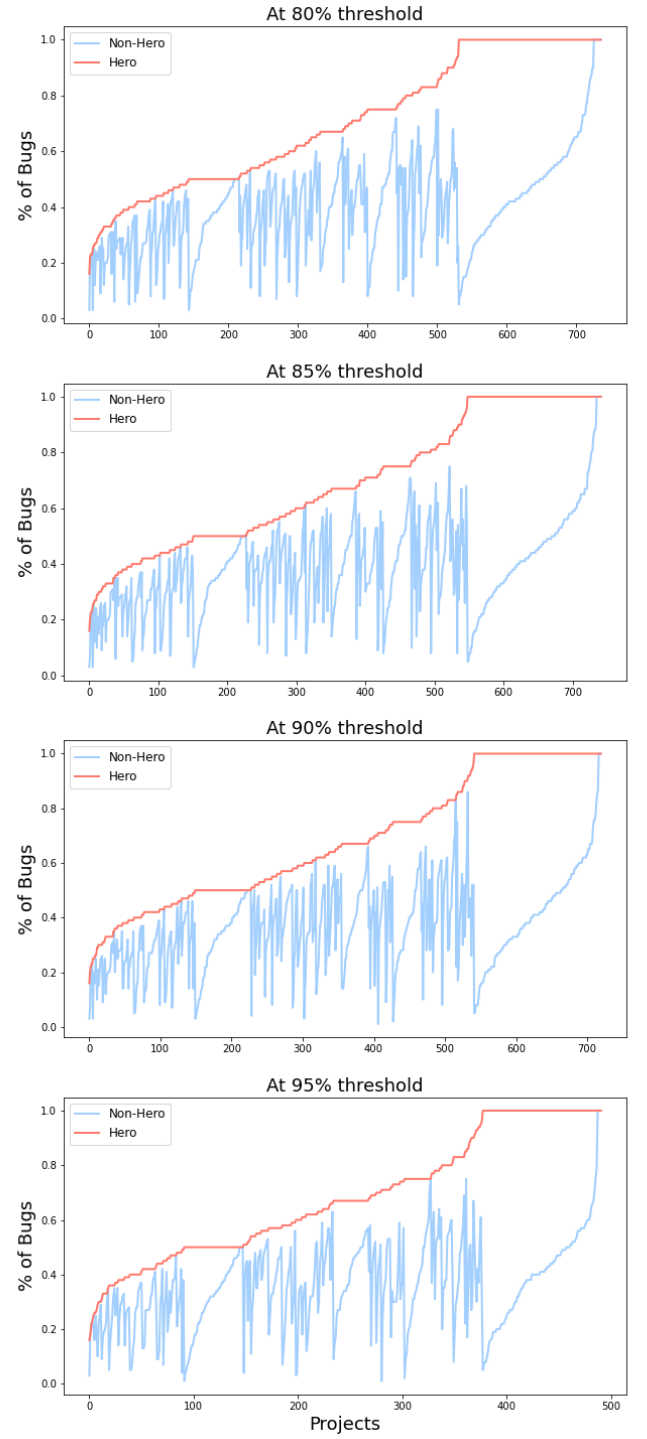 At 80% threshold
Non-Hero
Hero
% of Bugs
1.0
0.8
0.6
0.4
0.2
0.0
0 100 200 300 400 500 600 700
At 85% threshold
Non-Hero
Hero
% of Bugs
1.0
0.8
0.6
0.4
0.2
0.0
0 100 200 300 400 500 600 700
At 90% threshold
Non-Hero
Hero
% of Bugs
1.0
0.8
0.6
0.4
0.2
0.0
0 100 200 300 400 500 600 700
At 95% threshold
Non-Hero
Hero
% of Bugs
1.0
0.8
0.6
0.4
0.2
0.0
0 100 200 300 400 500
Projects